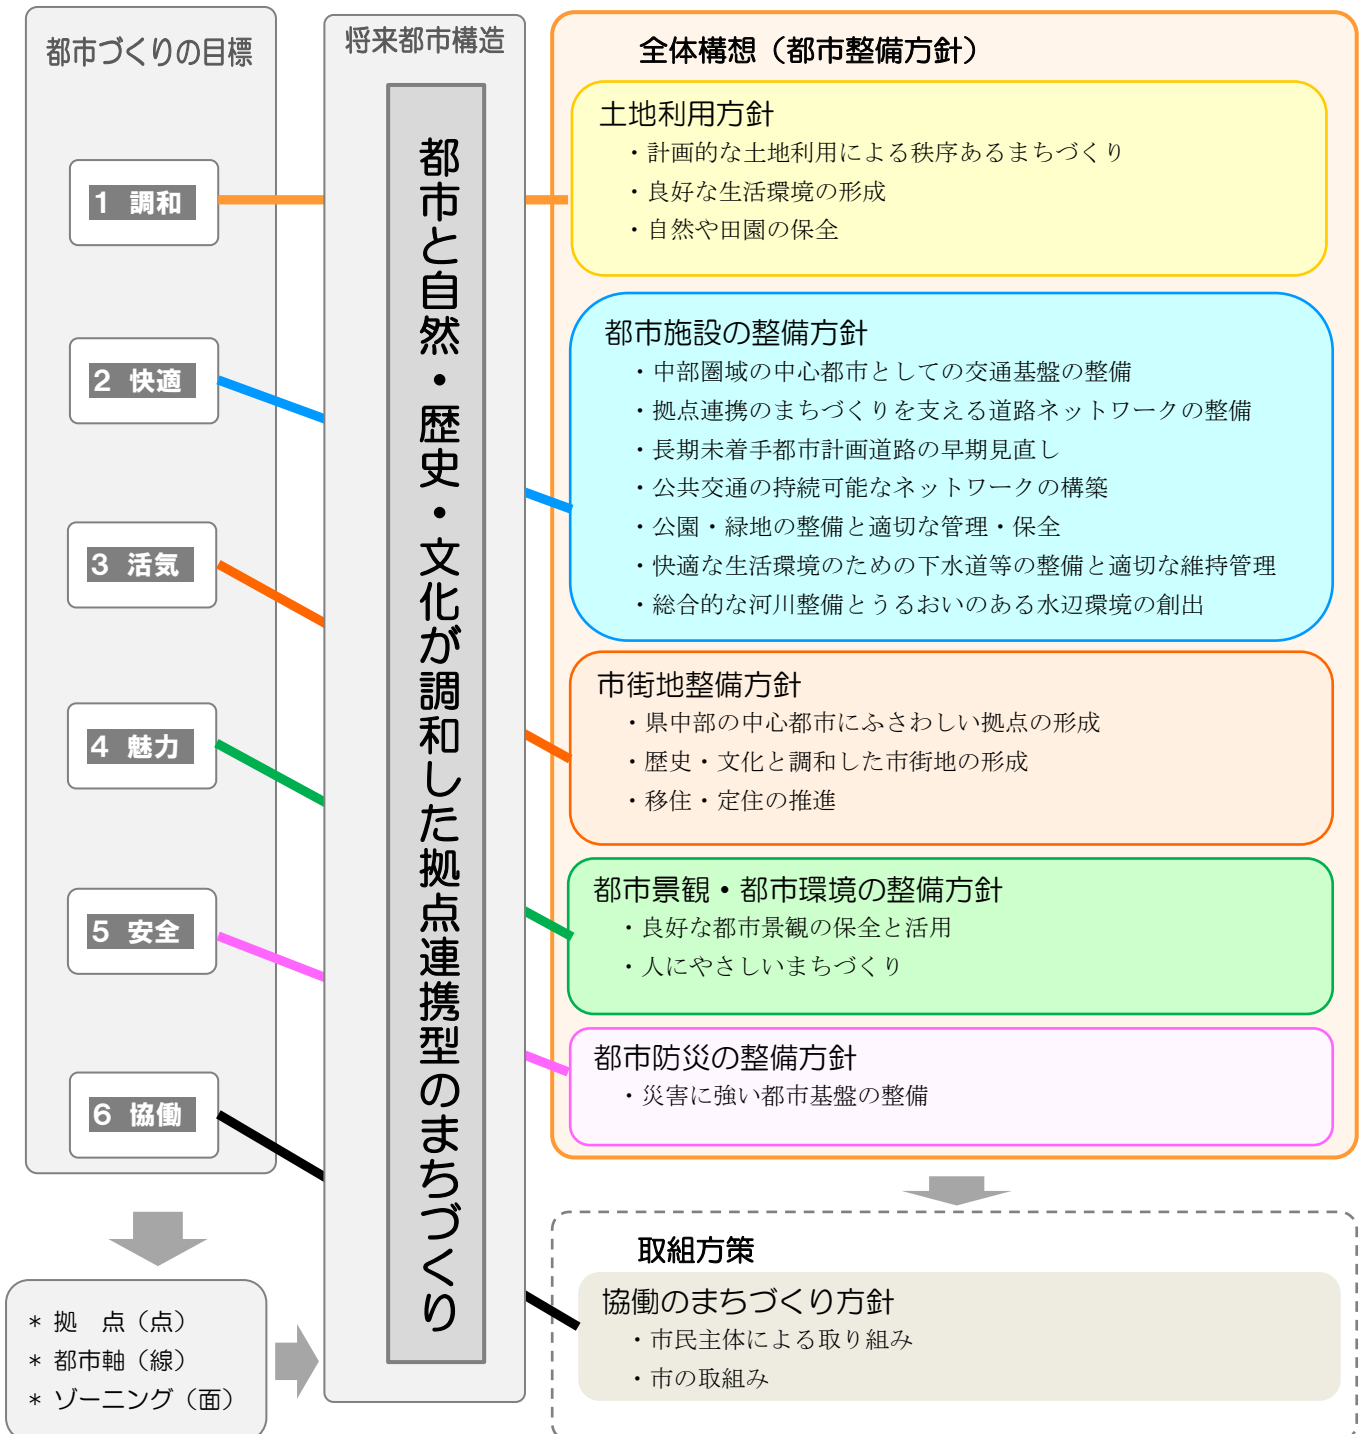 都市づくりの目標
1 調和
2 快適
3 活気
4 魅力
5 安全
6 協働
* 拠　点（点）
* 都市軸（線）
* ゾーニング（面）
将来都市構造
都市と自然・歴史・文化が調和した拠点連携型のまちづくり
全体構想（都市整備方針）
土地利用方針
・計画的な土地利用による秩序あるまちづくり
・良好な生活環境の形成
・自然や田園の保全
都市施設の整備方針
・中部圏域の中心都市としての交通基盤の整備
・拠点連携のまちづくりを支える道路ネットワークの整備
・長期未着手都市計画道路の早期見直し
・公共交通の持続可能なネットワークの構築
・公園・緑地の整備と適切な管理・保全
・快適な生活環境のための下水道等の整備と適切な維持管理
・総合的な河川整備とうるおいのある水辺環境の創出
市街地整備方針
・県中部の中心都市にふさわしい拠点の形成
・歴史・文化と調和した市街地の形成
・移住・定住の推進
都市景観・都市環境の整備方針
・良好な都市景観の保全と活用
・人にやさしいまちづくり
都市防災の整備方針
・災害に強い都市基盤の整備
取組方策
協働のまちづくり方針
・市民主体による取り組み
・市の取組み